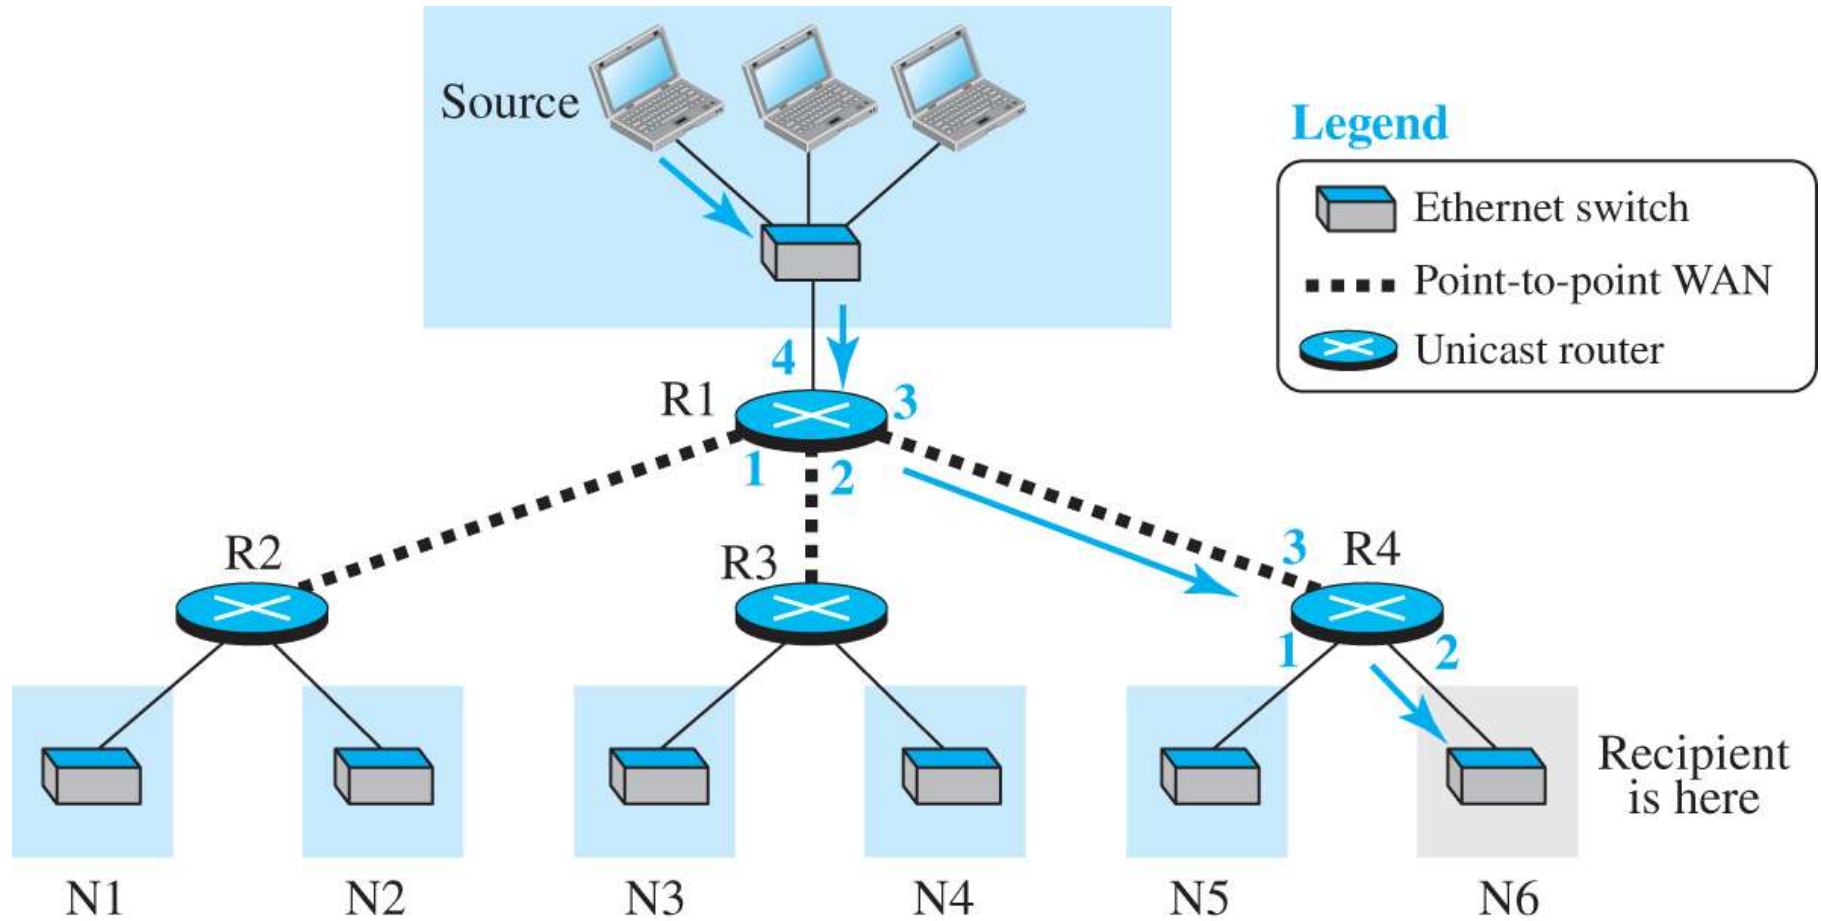 Source
Legend
Ethernet switch
Point-to-point WAN
Unicast router
4
R1
3
1
2
R2
R3
3
R4
1
2
Recipient
is here
N1
N2
N3
N4
N5
N6